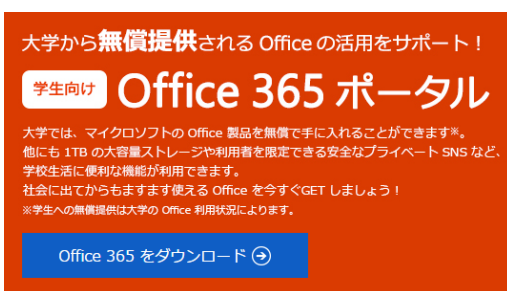 大学から無償提供される Office の活用をサポート！
学生向け Office 365 ポータル
大学では、マイクロソフトの Office 製品を無償で手に入れることができます※。
他にも 1TB の大容量ストレージや利用者を限定できる安全なプライベート SNS など、
学校生活に便利な機能が利用できます。
社会に出てからもますます使える Office を今すぐGET しましょう！
※学生への無償提供は大学の Office 利用状況によります。
Office 365 をダウンロード